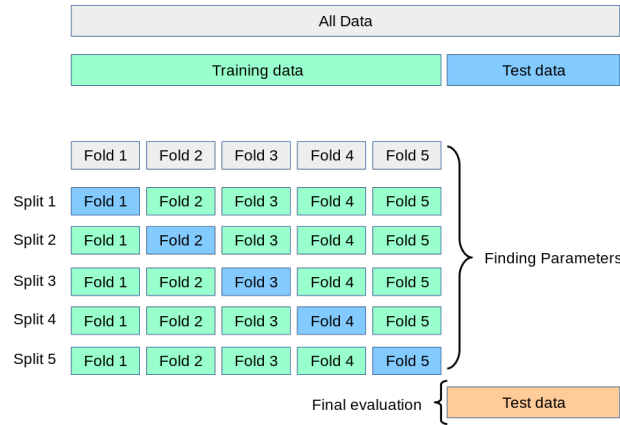 All Data
Training data Test data
Fold 1 Fold 2 Fold 3 Fold 4 Fold 5
Split 1 Fold 1 Fold 2 Fold 3 Fold 4 Fold 5
Split 2 Fold 1 Fold 2 Fold 3 Fold 4 Fold 5
Finding Parameters
Split 3 Fold 1 Fold 2 Fold 3 Fold 4 Fold 5
Split 4 Fold 1 Fold 2 Fold 3 Fold 4 Fold 5
Split 5 Fold 1 Fold 2 Fold 3 Fold 4 Fold 5
Final evaluation Test data